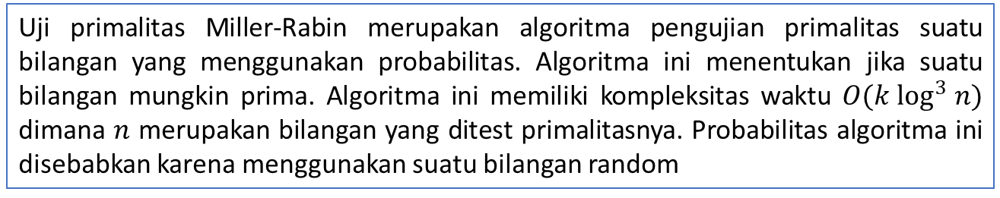 Uji primalitas Miller-Rabin merupakan algoritma pengujian primalitas suatu
bilangan yang menggunakan probabilitas. Algoritma ini menentukan jika suatu
bilangan mungkin prima. Algoritma ini memiliki kompleksitas waktu O(k log³ n)
dimana n merupakan bilangan yang ditest primalitasnya. Probabilitas algoritma ini
disebabkan karena menggunakan suatu bilangan random